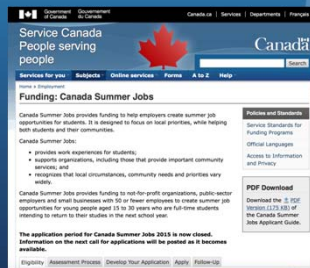 Government of Canada Gouvernement du Canada
Canada.ca | Services | Departments | Français
Service Canada
People serving
people
Canada
Search
Services for you Subjects Online services Forms A to Z Help
Home > Employment
Funding: Canada Summer Jobs
Canada Summer Jobs provides funding to help employers create summer job
opportunities for students. It is designed to focus on local priorities, while helping
both students and their communities.
Canada Summer Jobs:
• provides work experiences for students;
• supports organizations, including those that provide important community
services; and
• recognizes that local circumstances, community needs and priorities vary
widely.
Canada Summer Jobs provides funding to not-for-profit organizations, public-sector
employers and small businesses with 50 or fewer employees to create summer job
opportunities for young people aged 15 to 30 years who are full-time students
intending to return to their studies in the next school year.
The application period for Canada Summer Jobs 2015 is now closed.
Information on the next call for applications will be posted as it becomes
available.
Eligibility Assessment Process Develop Your Application Apply Follow-Up
Policies and Standards
Service Standards for
Funding Programs
Official Languages
Access to Information
and Privacy
PDF Download
Download the PDF
Version (175 KB) of
the Canada Summer
Jobs Applicant Guide.